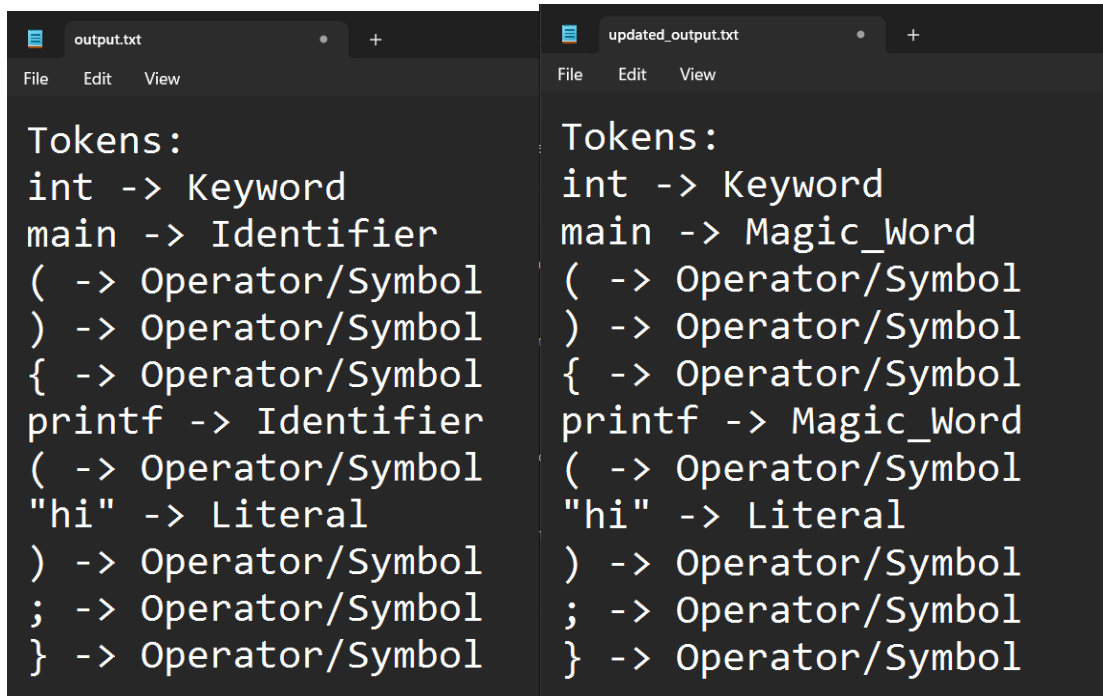 output.txt
File Edit View
Tokens:
int -> Keyword
main -> Identifier
( -> Operator/Symbol
) -> Operator/Symbol
{ -> Operator/Symbol
printf -> Identifier
( -> Operator/Symbol
"hi" -> Literal
) -> Operator/Symbol
; -> Operator/Symbol
} -> Operator/Symbol
updated_output.txt
File Edit View
Tokens:
int -> Keyword
main -> Magic_Word
( -> Operator/Symbol
) -> Operator/Symbol
{ -> Operator/Symbol
printf -> Magic_Word
( -> Operator/Symbol
"hi" -> Literal
) -> Operator/Symbol
; -> Operator/Symbol
} -> Operator/Symbol